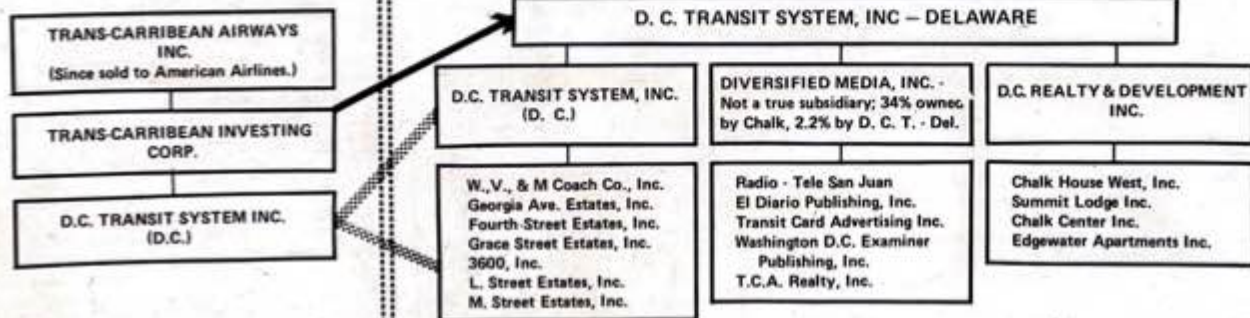 TRANS-CARRIBEAN AIRWAYS
INC.
(Since sold to American Airlines.)
TRANS-CARRIBEAN INVESTING
CORP.
D.C. TRANSIT SYSTEM INC.
(D.C.)
D. C. TRANSIT SYSTEM, INC – DELAWARE
D.C. TRANSIT SYSTEM, INC.
(D. C.)
W.,V., & M Coach Co., Inc.
Georgia Ave. Estates, Inc.
Fourth-Street Estates, Inc.
Grace Street Estates, Inc.
3600, Inc.
L. Street Estates, Inc.
M. Street Estates, Inc.
DIVERSIFIED MEDIA, INC. -
Not a true subsidiary; 34% owned
by Chalk, 2.2% by D. C. T. - Del.
Radio - Tele San Juan
El Diario Publishing, Inc.
Transit Card Advertising Inc.
Washington D.C. Examiner
Publishing, Inc.
T.C.A. Realty, Inc.
D.C. REALTY & DEVELOPMENT
INC.
Chalk House West, Inc.
Summit Lodge Inc.
Chalk Center Inc.
Edgewater Apartments Inc.